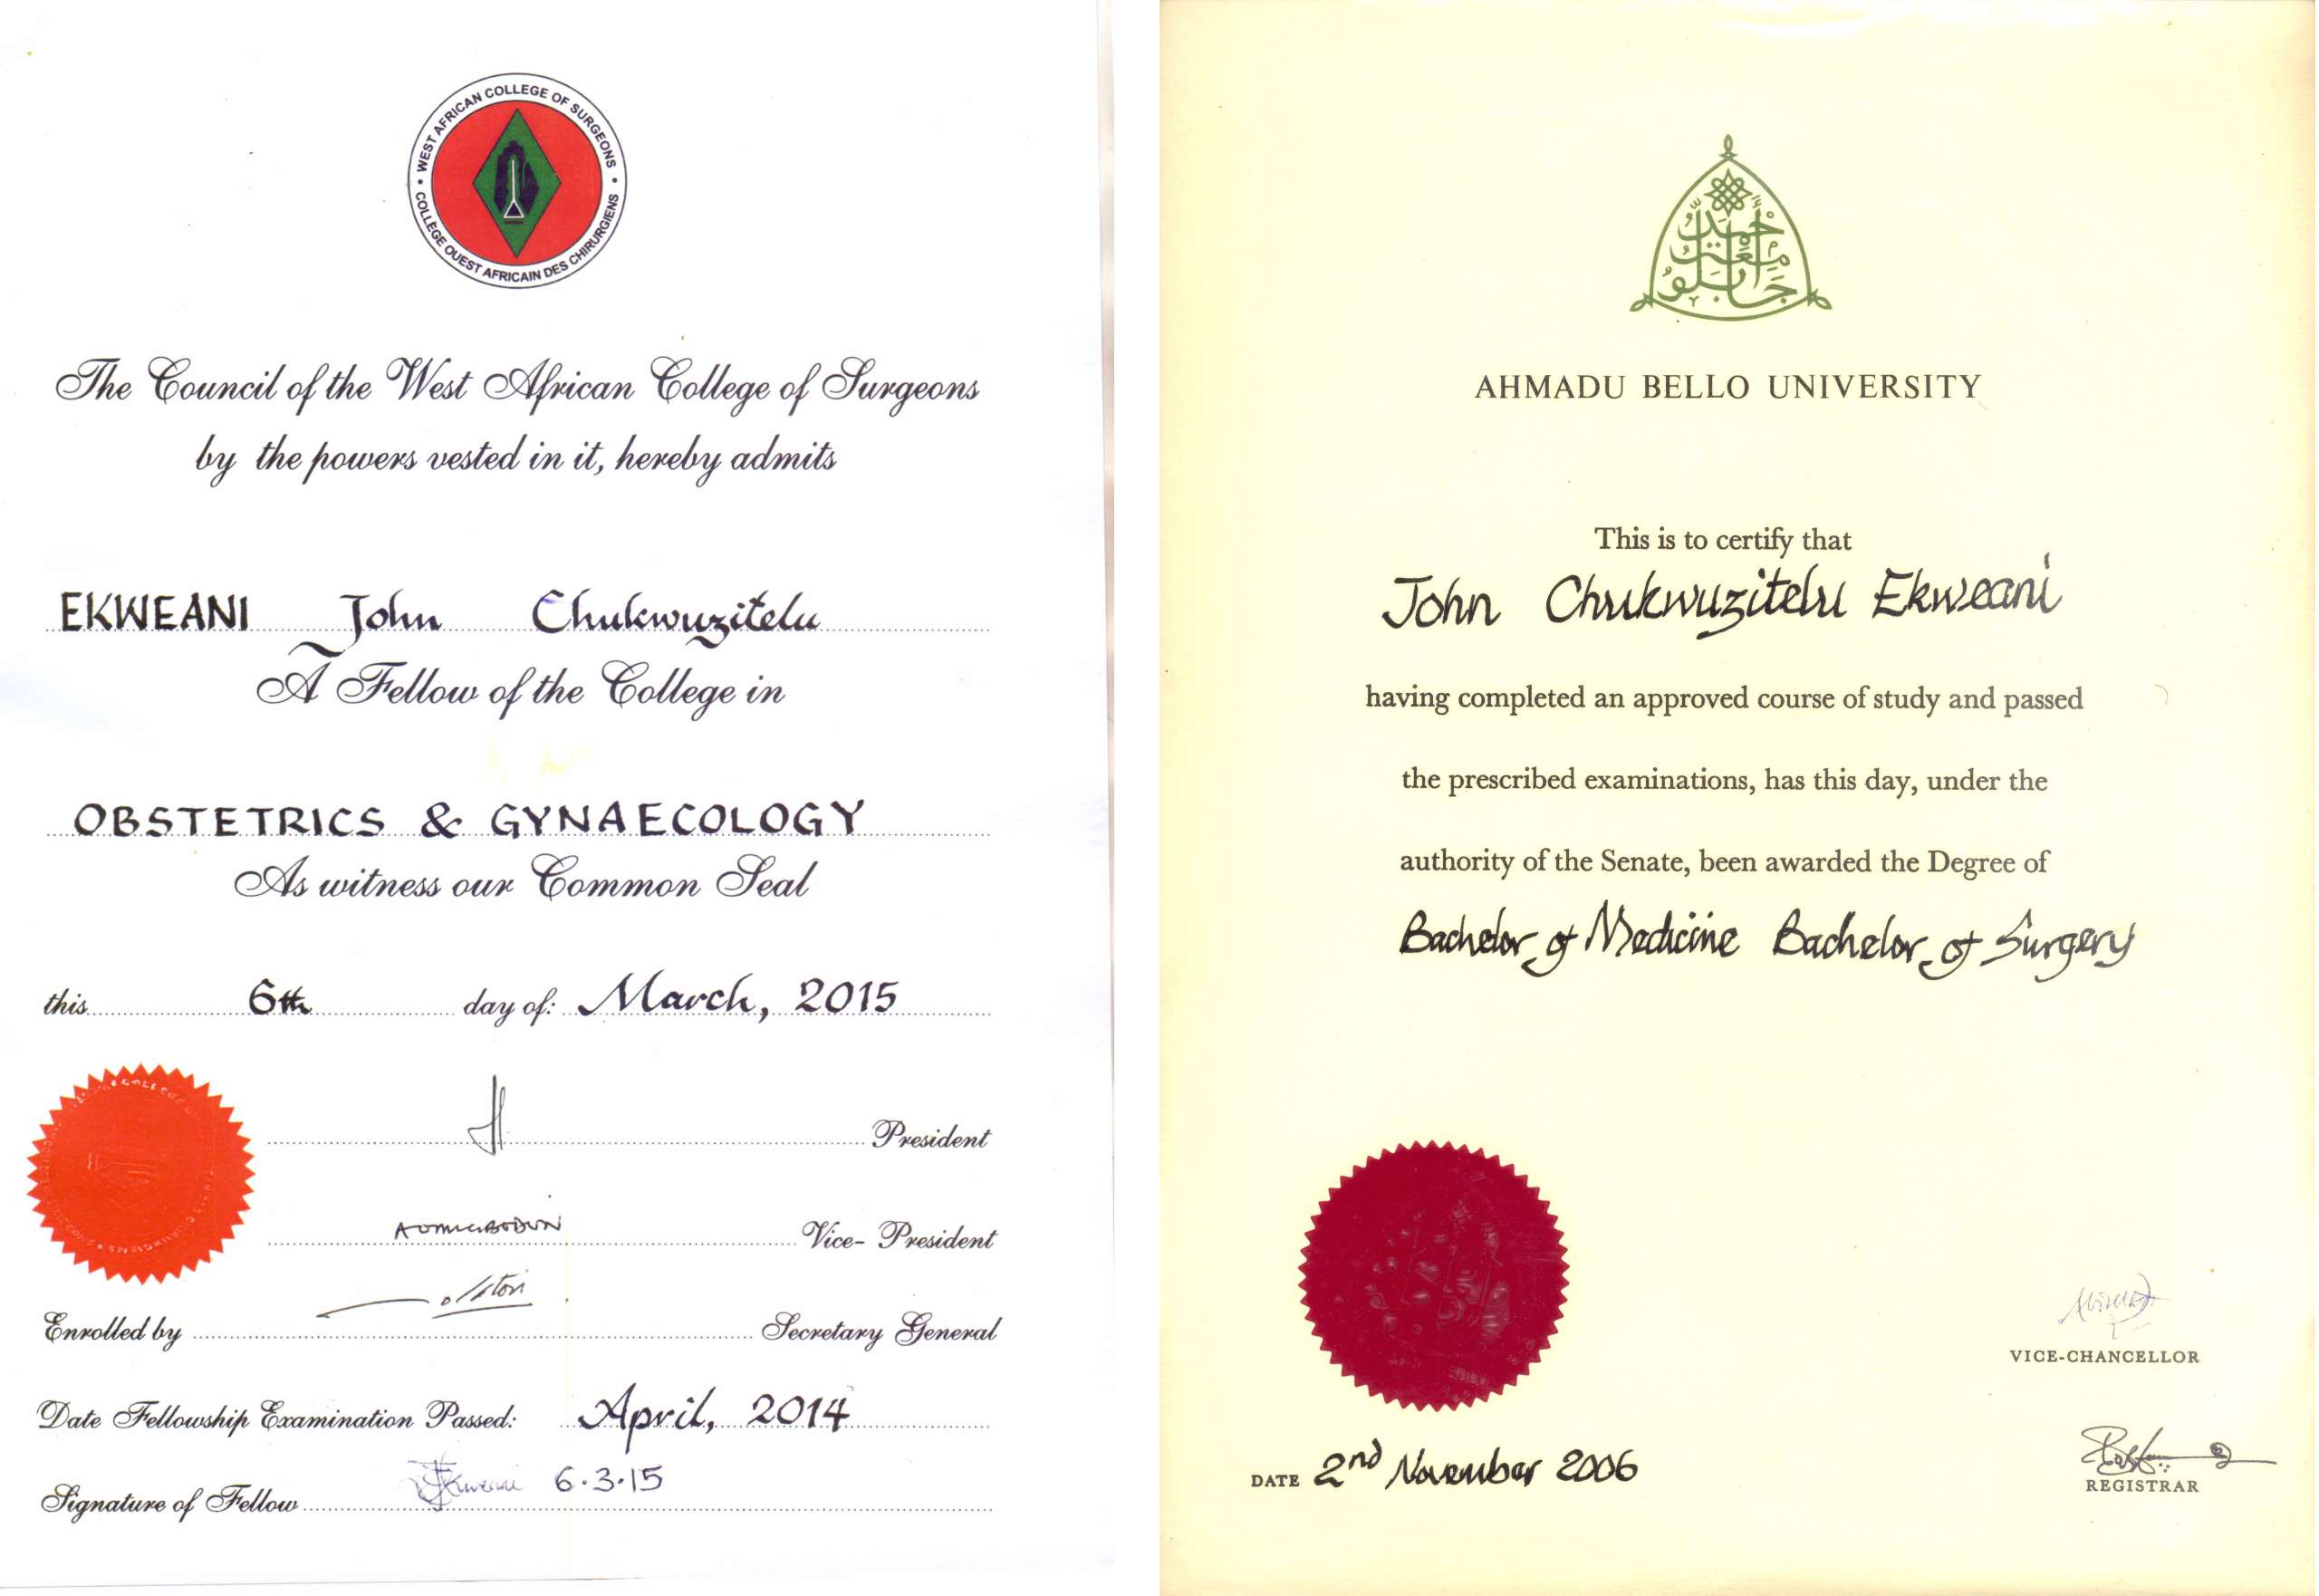 • WEST AFRICAN COLLEGE OF SURGEONS •
COLLÈGE OUEST AFRICAIN DES CHIRURGIENS
The Council of the West African College of Surgeons
by the powers vested in it, hereby admits
EKWEANI John Chukwuzitelu
A Fellow of the College in
OBSTETRICS & GYNAECOLOGY
As witness our Common Seal
this 6th day of: March, 2015
President
Vice- President
Enrolled by Secretary General
Date Fellowship Examination Passed: April, 2014
Signature of Fellow 6.3.15
AHMADU BELLO UNIVERSITY
This is to certify that
John Chukwuzitelu Ekweani
having completed an approved course of study and passed
the prescribed examinations, has this day, under the
authority of the Senate, been awarded the Degree of
Bachelor of Medicine Bachelor of Surgery
VICE-CHANCELLOR
DATE 2nd November 2006
REGISTRAR